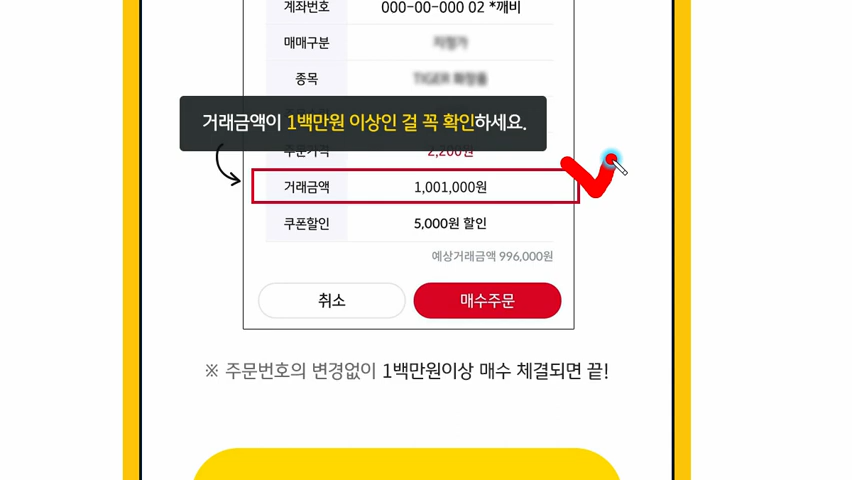 계좌번호 000-00-000 02 *깨비
매매구분
종목
거래금액이 1백만원 이상인 걸 꼭 확인하세요.
주문가격 2,200원
거래금액 1,001,000원
쿠폰할인 5,000원 할인
예상거래금액 996,000원
취소 매수주문
※ 주문번호의 변경없이 1백만원이상 매수 체결되면 끝!